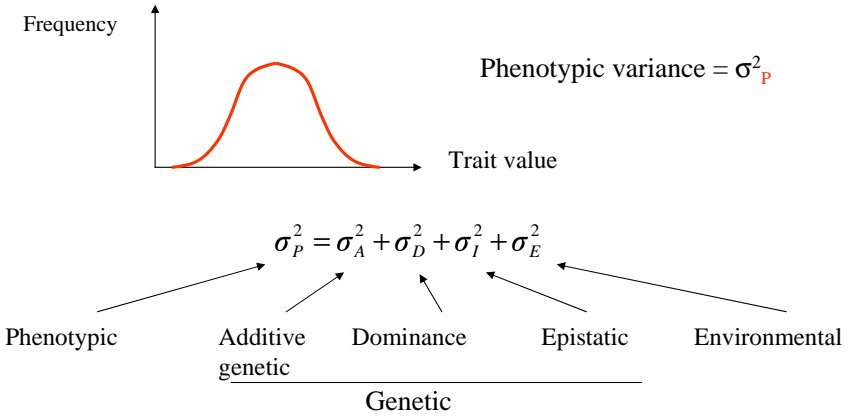 Frequency
Phenotypic variance = σ²P
Trait value
σ²P = σ²A + σ²D + σ²I + σ²E
Phenotypic Additive Dominance Epistatic Environmental
genetic
Genetic